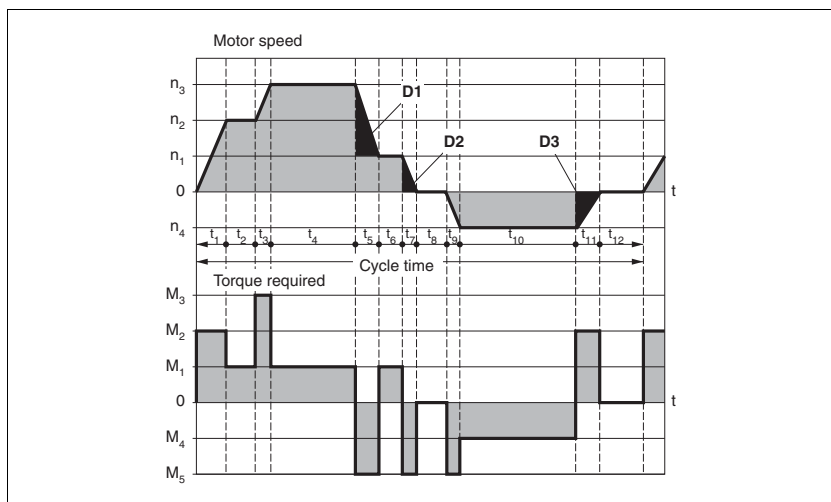 Motor speed
n3
n2
n1
0
n4
D1
D2
D3
t
t1 t2 t3 t4 t5 t6 t7 t8 t9 t10 t11 t12
Cycle time
Torque required
M3
M2
M1
0
M4
M5
t